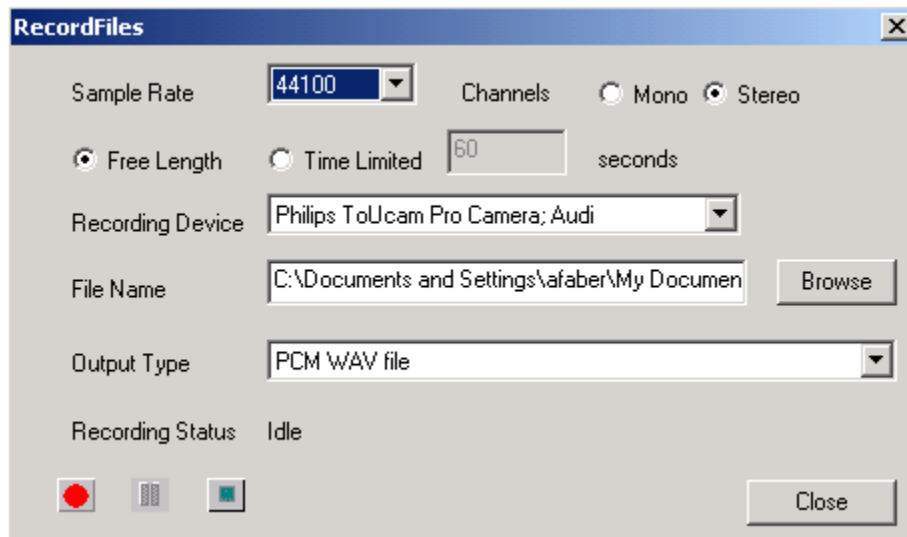 RecordFiles
Sample Rate 44100 Channels Mono Stereo
Free Length Time Limited 60 seconds
Recording Device Philips ToUcam Pro Camera; Audi
File Name C:\Documents and Settings\afaber\My Documen Browse
Output Type PCM WAV file
Recording Status Idle
Close